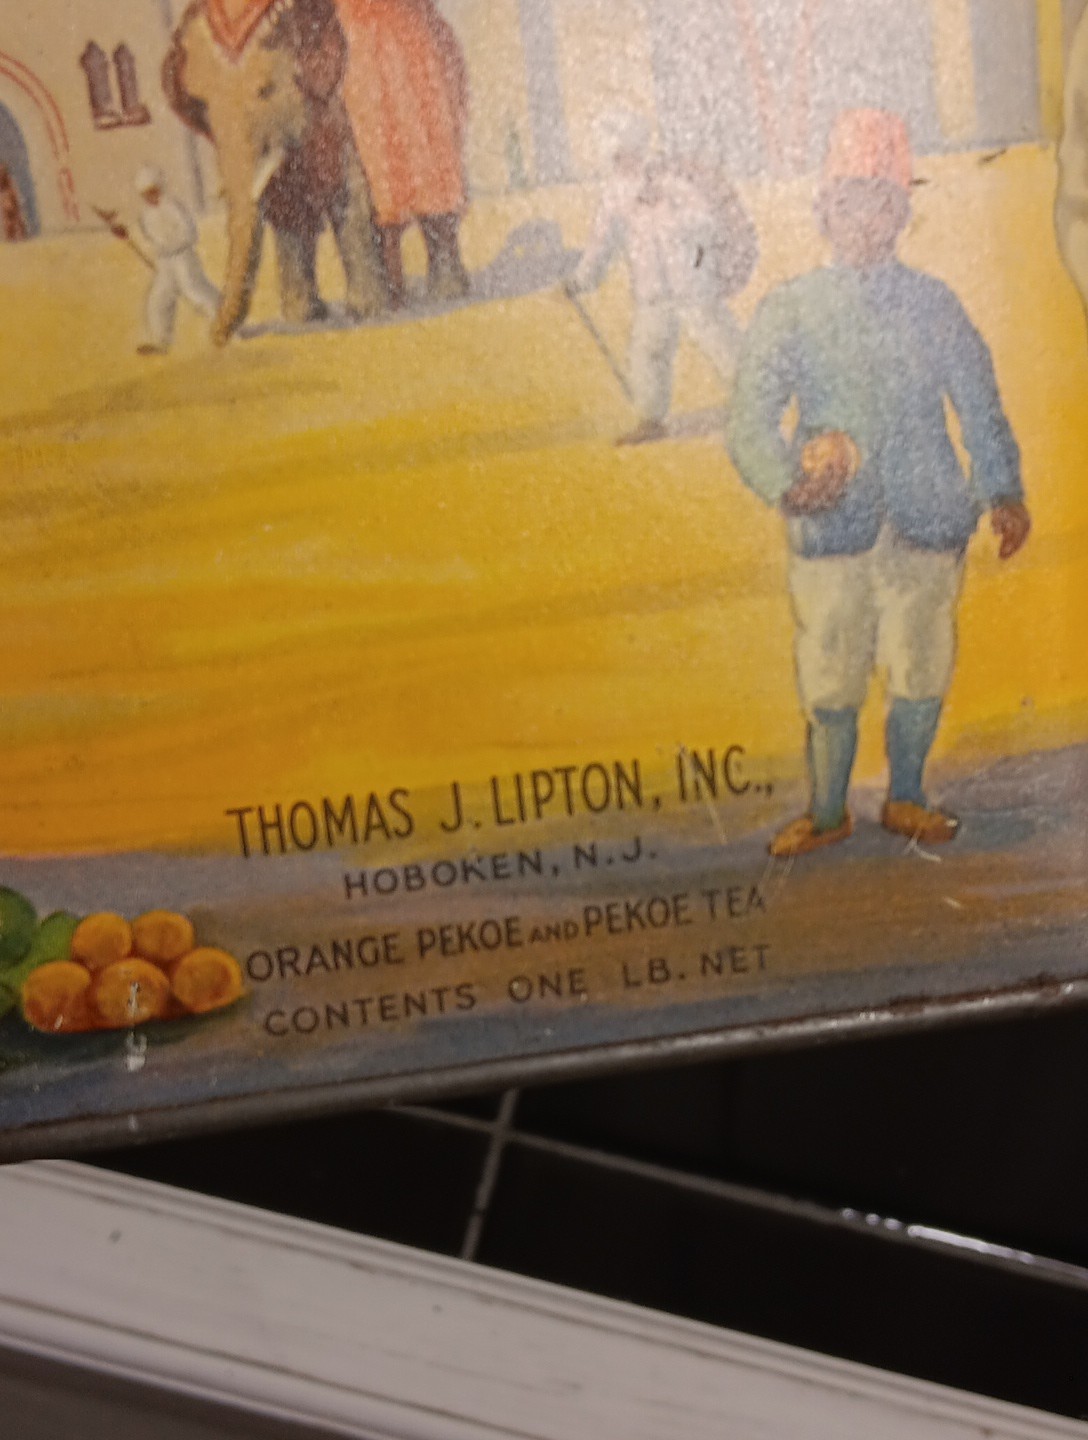 THOMAS J. LIPTON, INC.,
HOBOKEN, N.J.
ORANGE PEKOE AND PEKOE TEA
CONTENTS ONE LB. NET